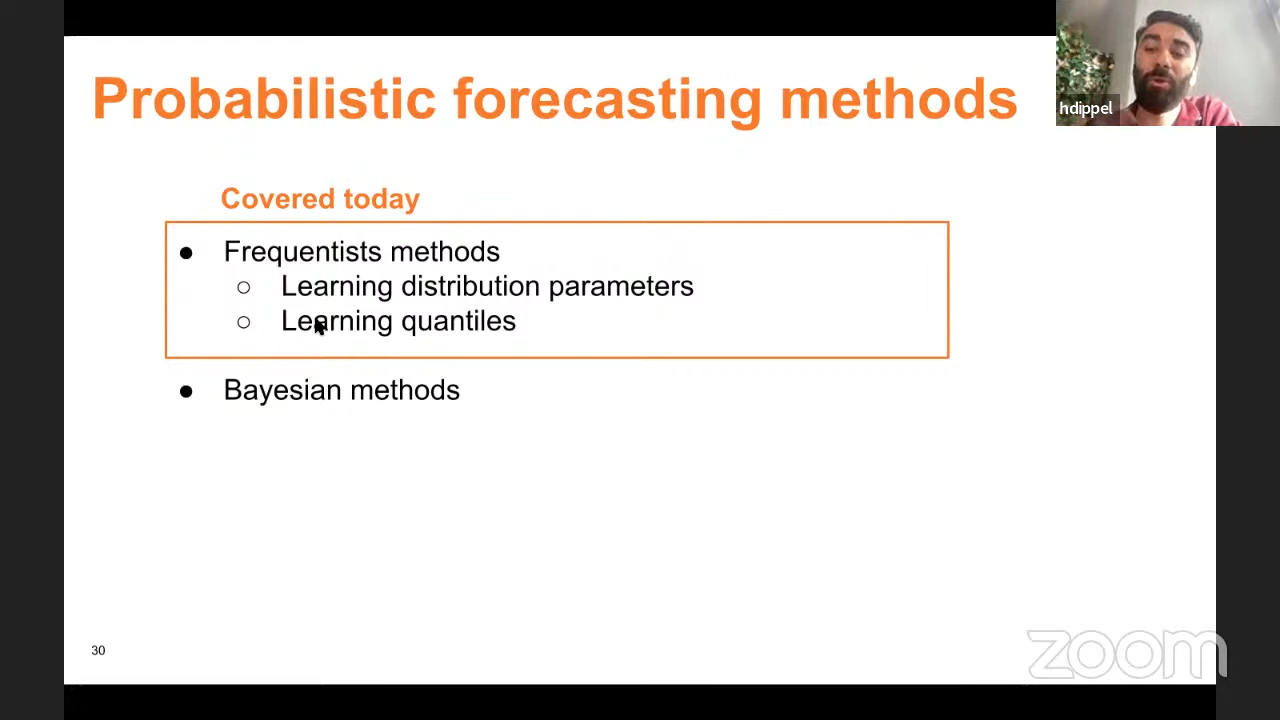 Probabilistic forecasting methods
hdippel
Covered today
● Frequentists methods
○ Learning distribution parameters
○ Learning quantiles
● Bayesian methods
30
zoom